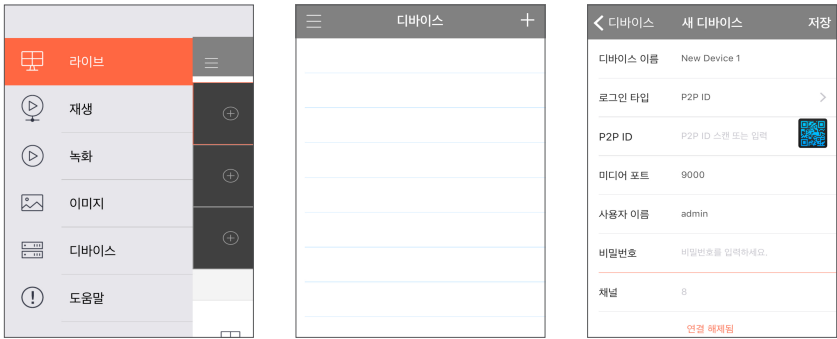 라이브
재생
녹화
이미지
디바이스
도움말
디바이스
디바이스 새 디바이스 저장
디바이스 이름 New Device 1
로그인 타입 P2P ID
P2P ID P2P ID 스캔 또는 입력
미디어 포트 9000
사용자 이름 admin
비밀번호 비밀번호를 입력하세요.
채널 8
연결 해제됨